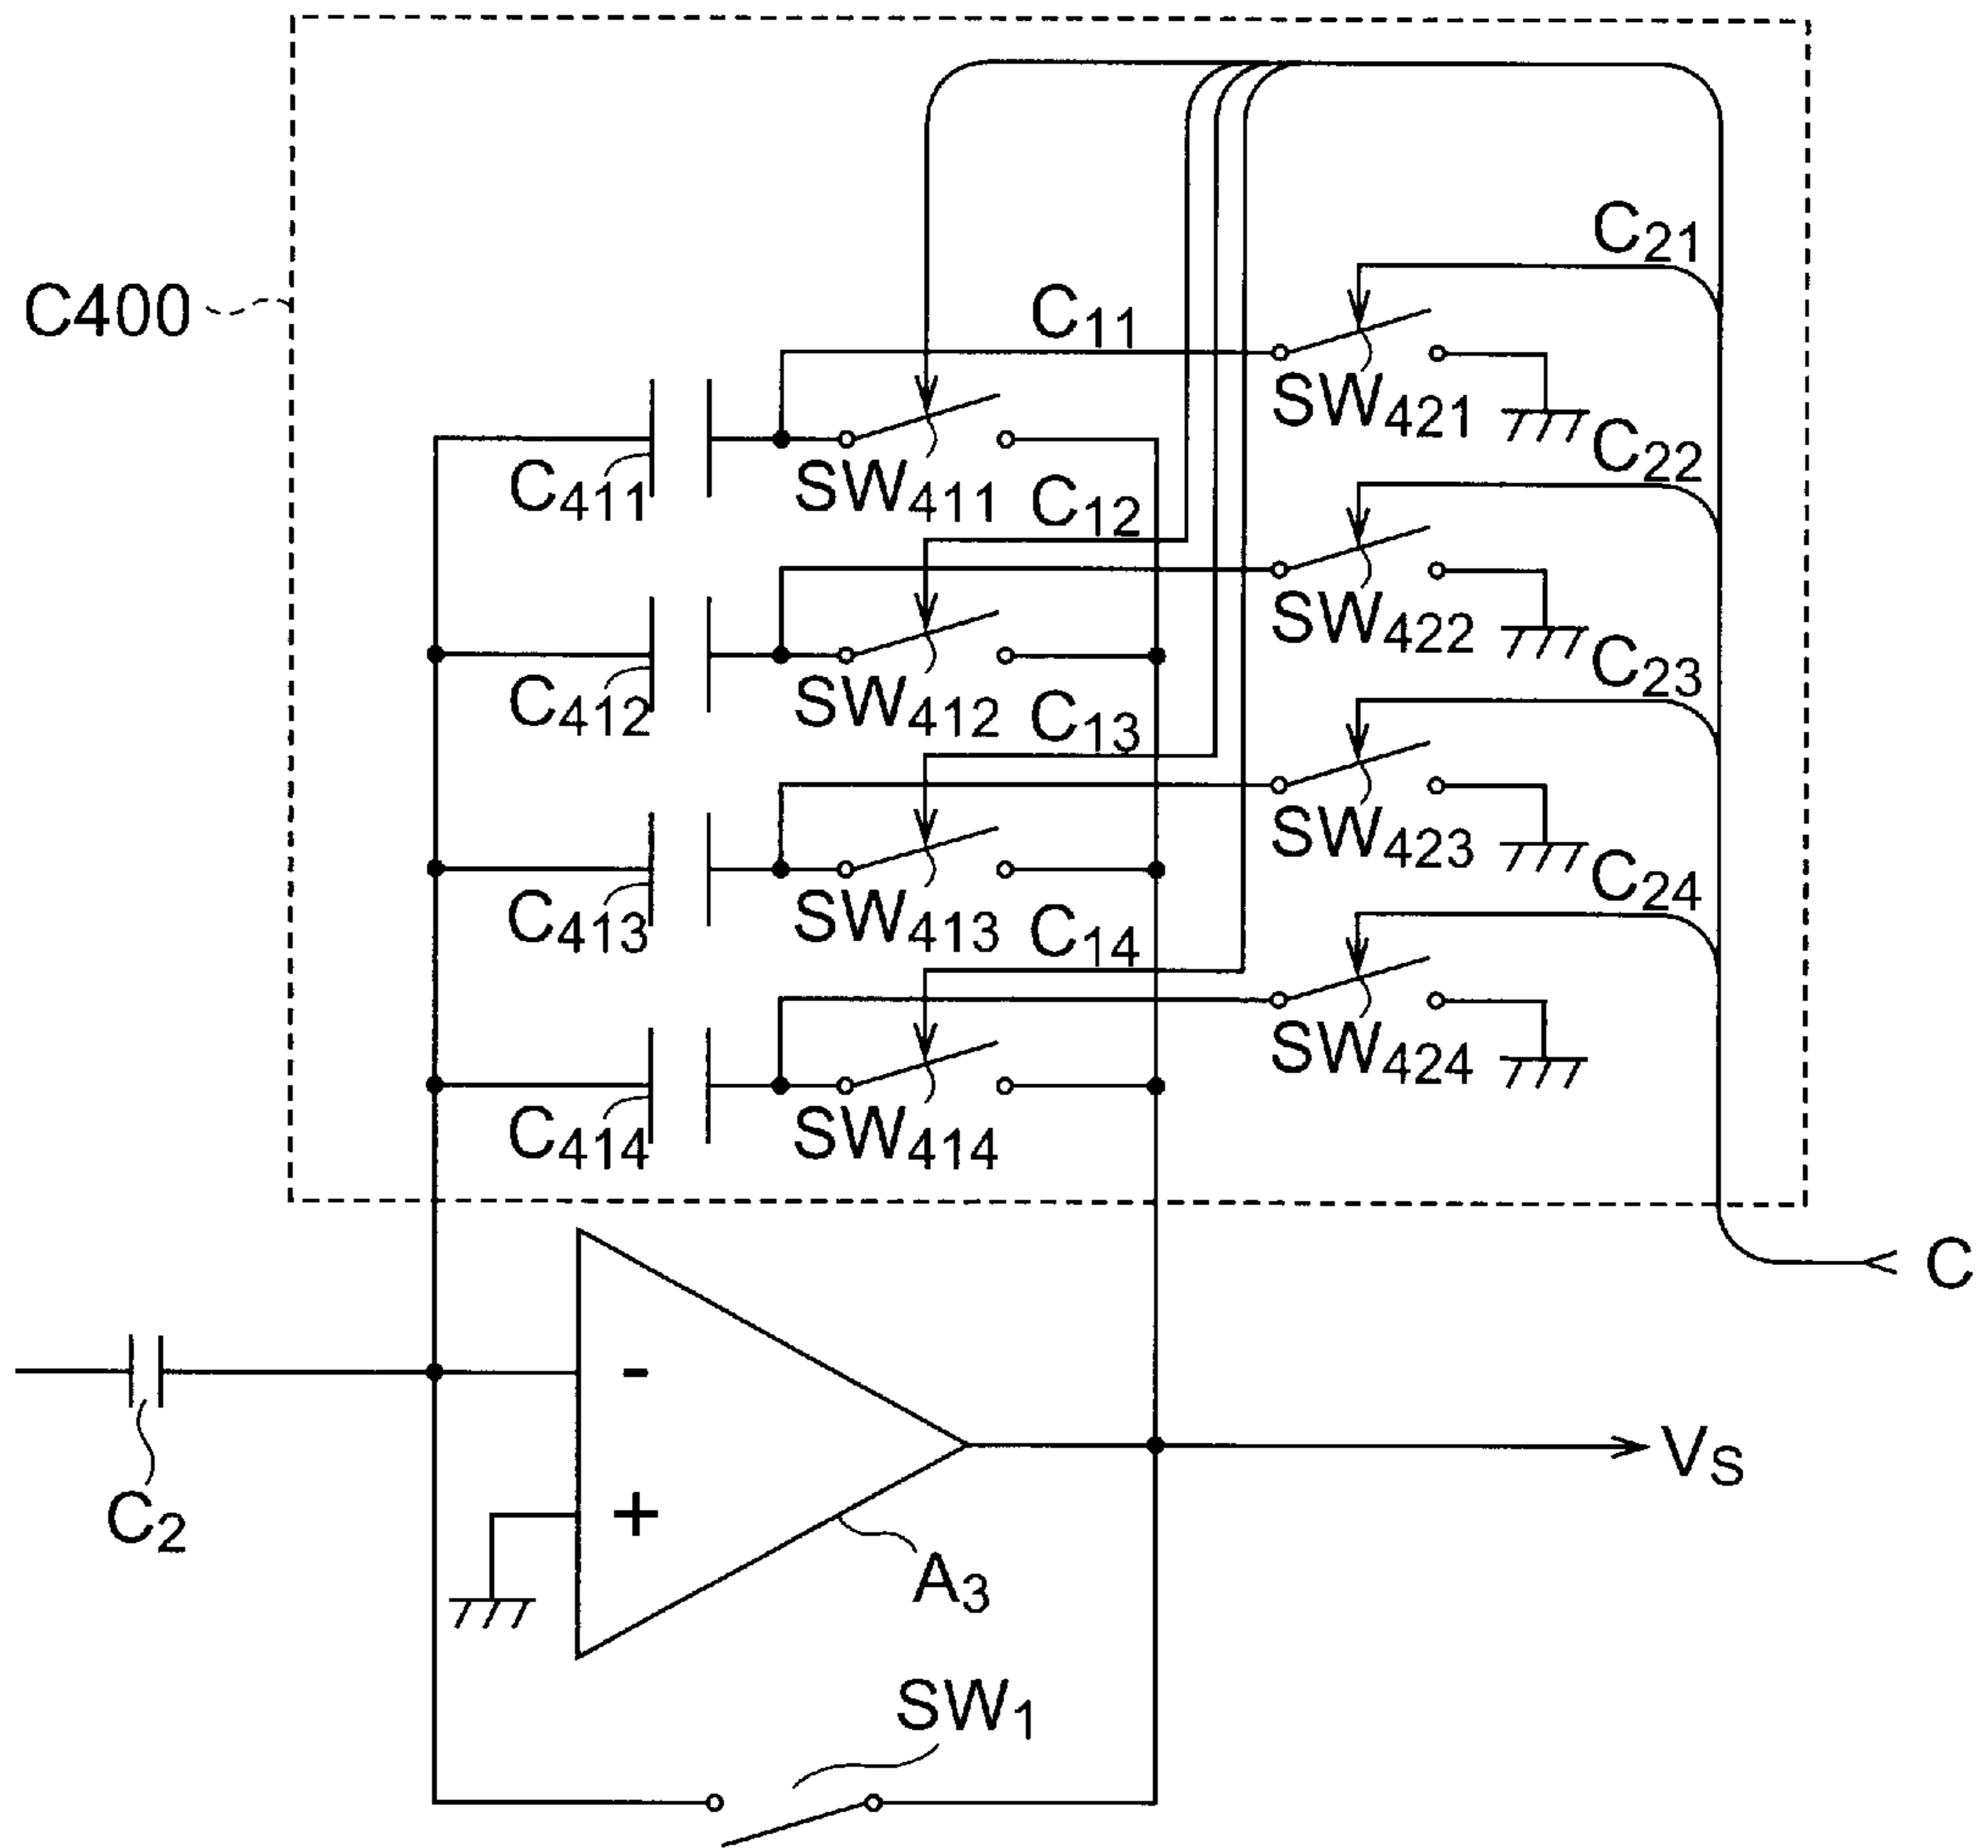 C₂₁
C400
C₁₁
SW₄₂₁
C₂₂
C₄₁₁
SW₄₁₁
C₁₂
SW₄₂₂
C₂₃
C₄₁₂
SW₄₁₂
C₁₃
SW₄₂₃
C₂₄
C₄₁₃
SW₄₁₃
C₁₄
SW₄₂₄
C₄₁₄
SW₄₁₄
C
-
Vₛ
+
C₂
A₃
SW₁